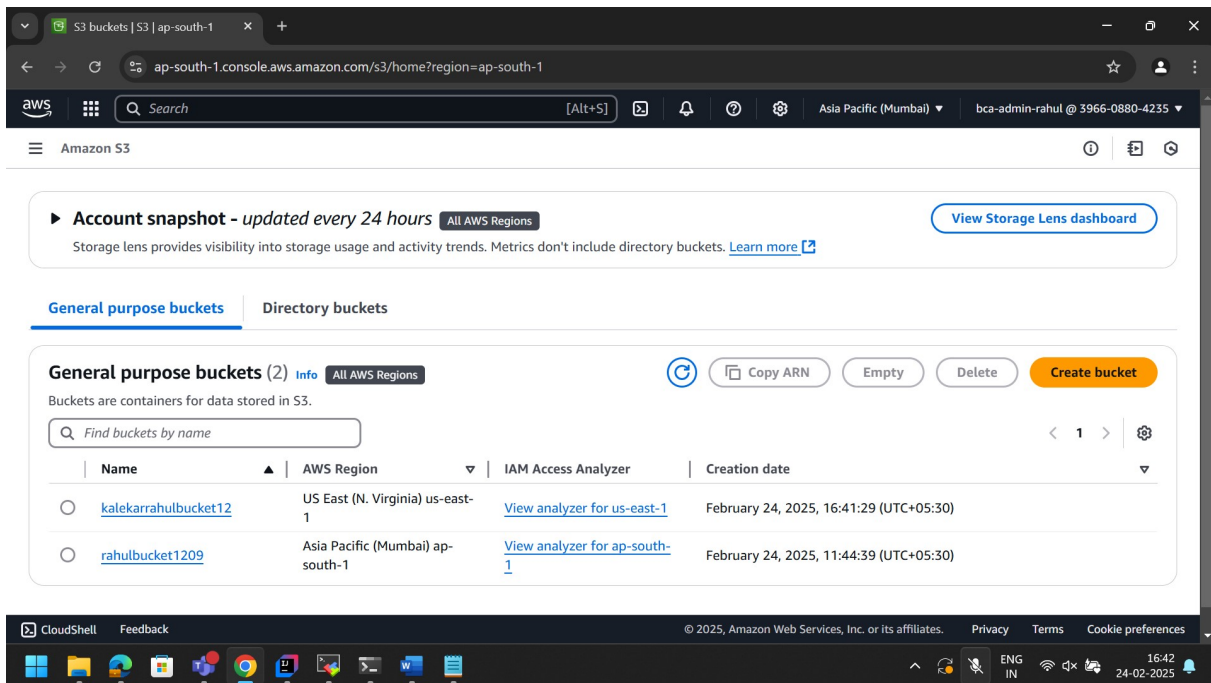 S3 buckets | S3 | ap-south-1
ap-south-1.console.aws.amazon.com/s3/home?region=ap-south-1
aws Search [Alt+S] Asia Pacific (Mumbai) ▼ bca-admin-rahul @ 3966-0880-4235 ▼
Amazon S3
Account snapshot - updated every 24 hours All AWS Regions View Storage Lens dashboard
Storage lens provides visibility into storage usage and activity trends. Metrics don't include directory buckets. Learn more
General purpose buckets Directory buckets
General purpose buckets (2) Info All AWS Regions Copy ARN Empty Delete Create bucket
Buckets are containers for data stored in S3.
Find buckets by name 1
Name AWS Region IAM Access Analyzer Creation date
kalekarrahulbucket12 US East (N. Virginia) us-east-
1 View analyzer for us-east-1 February 24, 2025, 16:41:29 (UTC+05:30)
rahulbucket1209 Asia Pacific (Mumbai) ap-
south-1 View analyzer for ap-south-
1 February 24, 2025, 11:44:39 (UTC+05:30)
CloudShell Feedback © 2025, Amazon Web Services, Inc. or its affiliates. Privacy Terms Cookie preferences
ENG 16:42
IN 24-02-2025